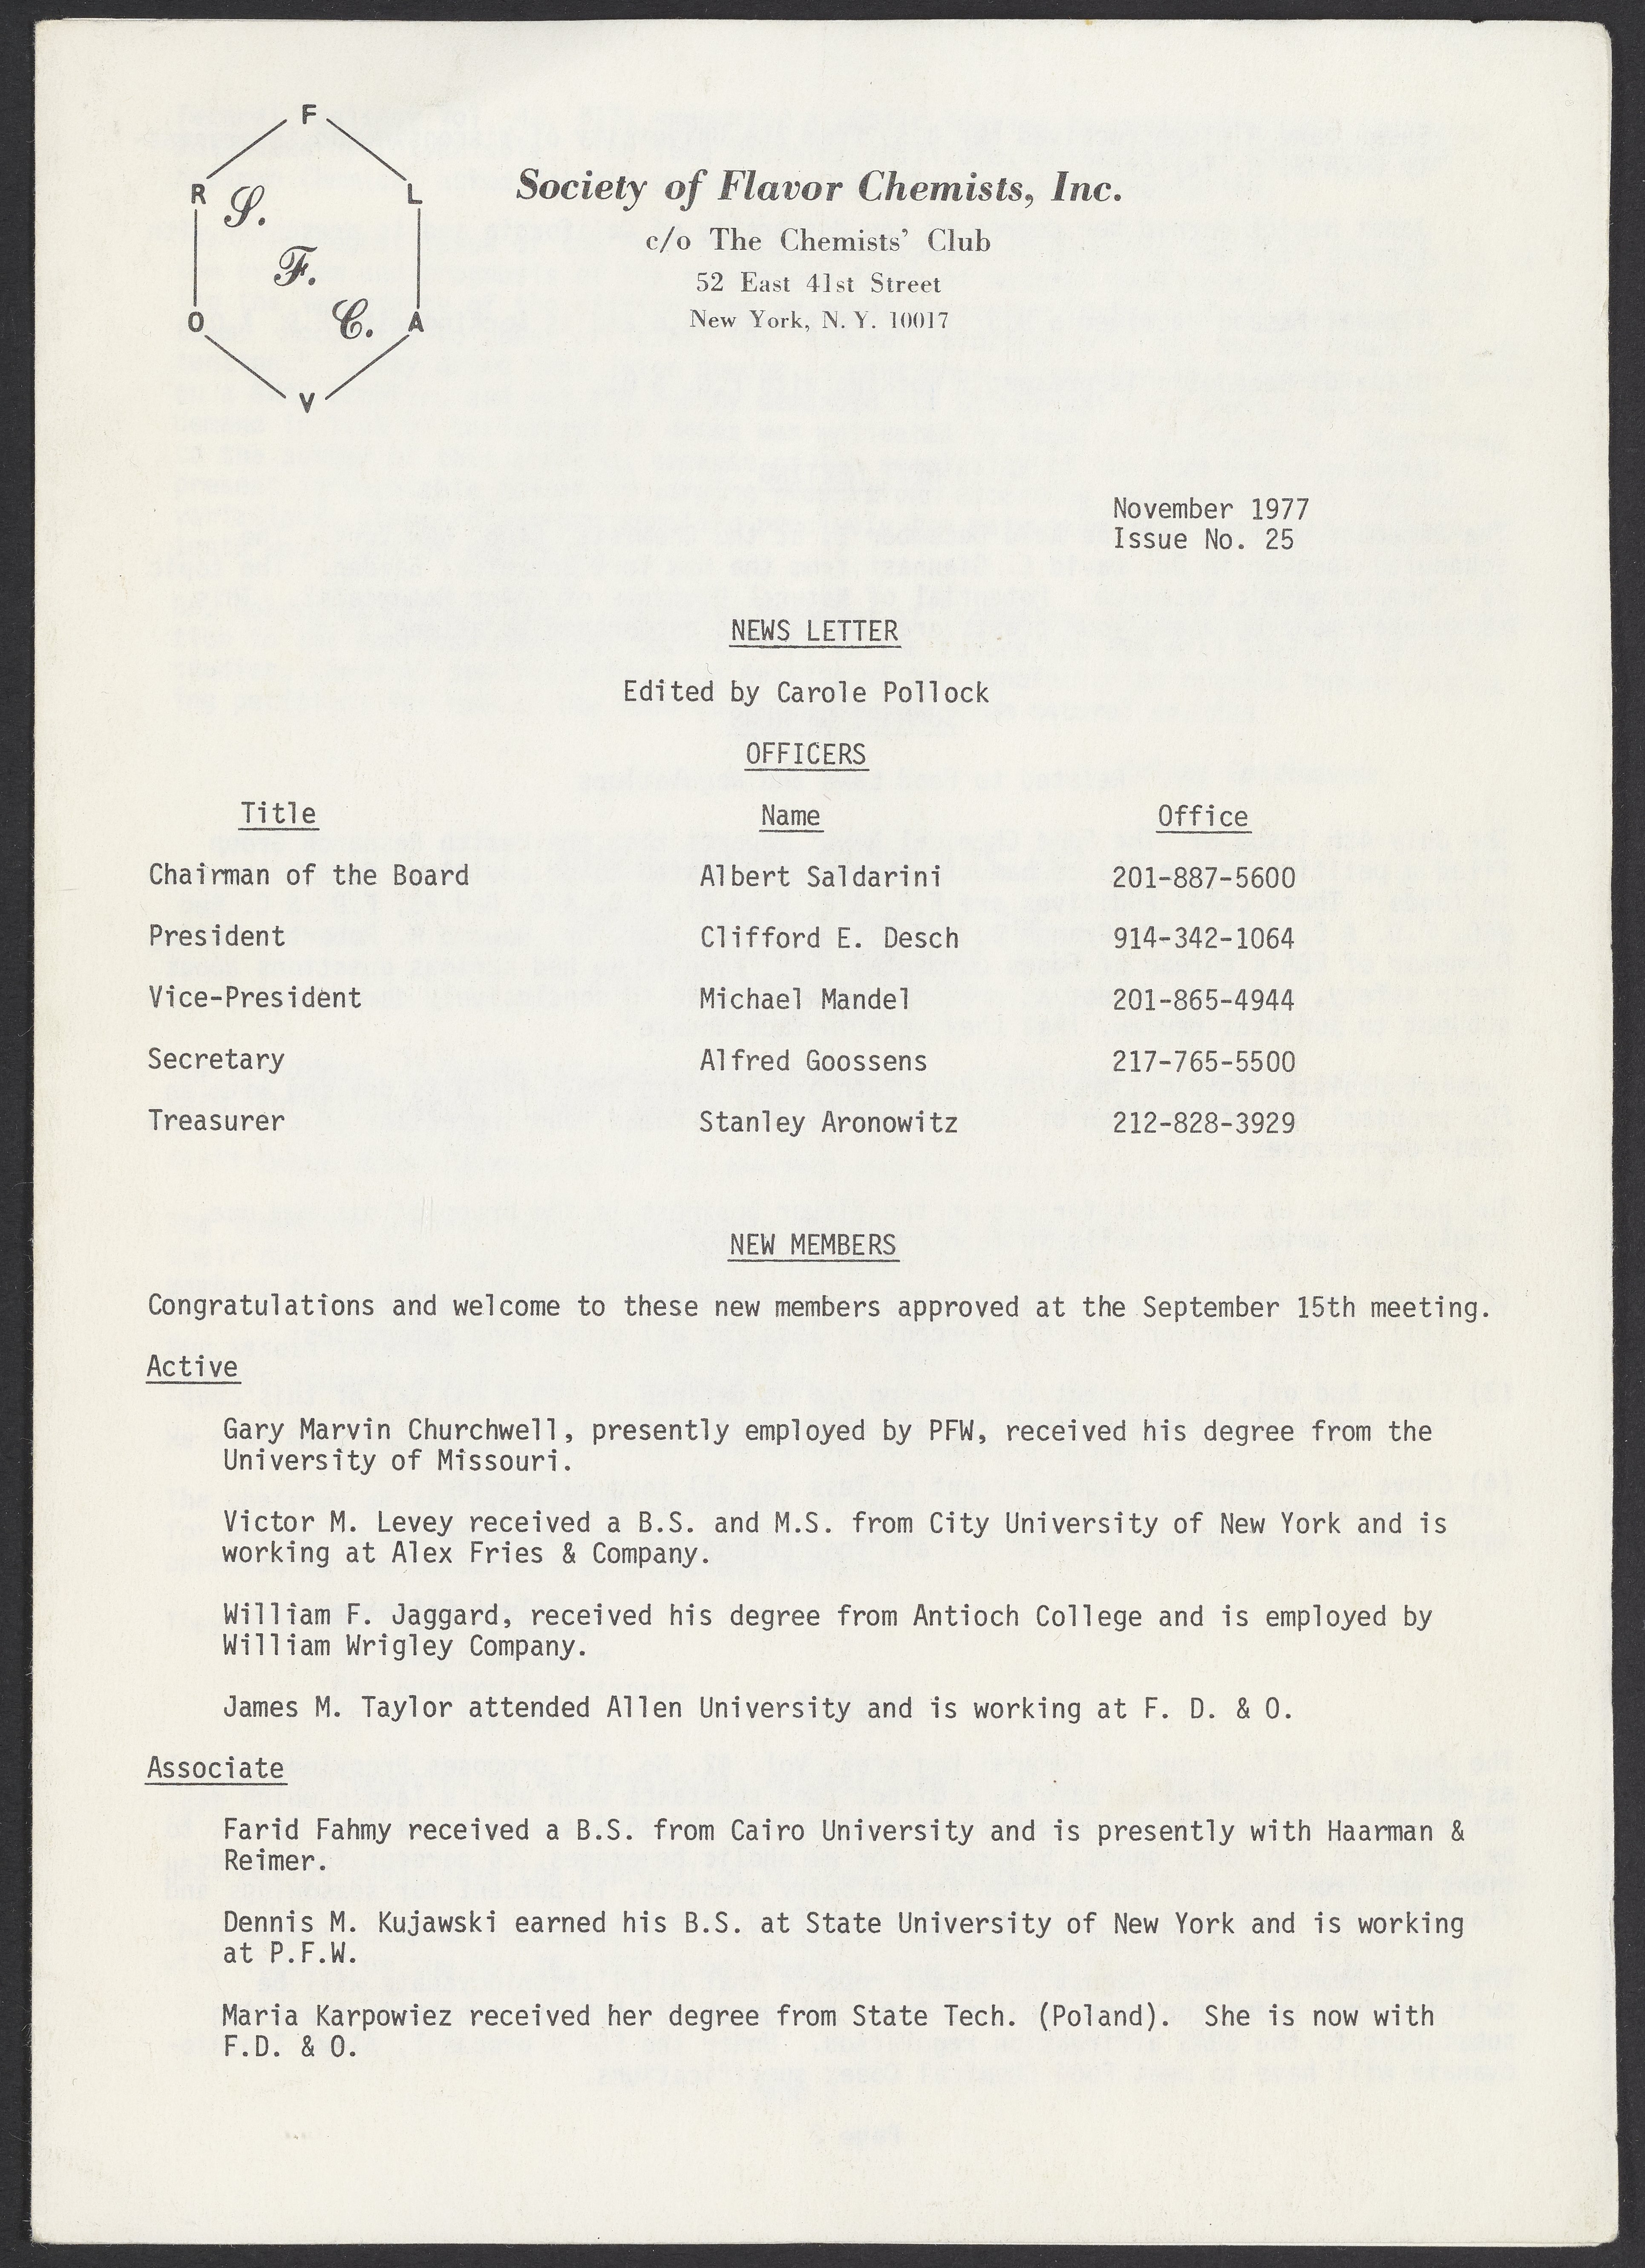 F
R L
S.
F.
C.
O A
V
Society of Flavor Chemists, Inc.
c/o The Chemists' Club
52 East 41st Street
New York, N. Y. 10017
November 1977
Issue No. 25
NEWS LETTER
Edited by Carole Pollock
OFFICERS
Title Name Office
Chairman of the Board Albert Saldarini 201-887-5600
President Clifford E. Desch 914-342-1064
Vice-President Michael Mandel 201-865-4944
Secretary Alfred Goossens 217-765-5500
Treasurer Stanley Aronowitz 212-828-3929
NEW MEMBERS
Congratulations and welcome to these new members approved at the September 15th meeting.
Active
Gary Marvin Churchwell, presently employed by PFW, received his degree from the
University of Missouri.
Victor M. Levey received a B.S. and M.S. from City University of New York and is
working at Alex Fries & Company.
William F. Jaggard, received his degree from Antioch College and is employed by
William Wrigley Company.
James M. Taylor attended Allen University and is working at F. D. & O.
Associate
Farid Fahmy received a B.S. from Cairo University and is presently with Haarman &
Reimer.
Dennis M. Kujawski earned his B.S. at State University of New York and is working
at P.F.W.
Maria Karpowiez received her degree from State Tech. (Poland). She is now with
F.D. & O.